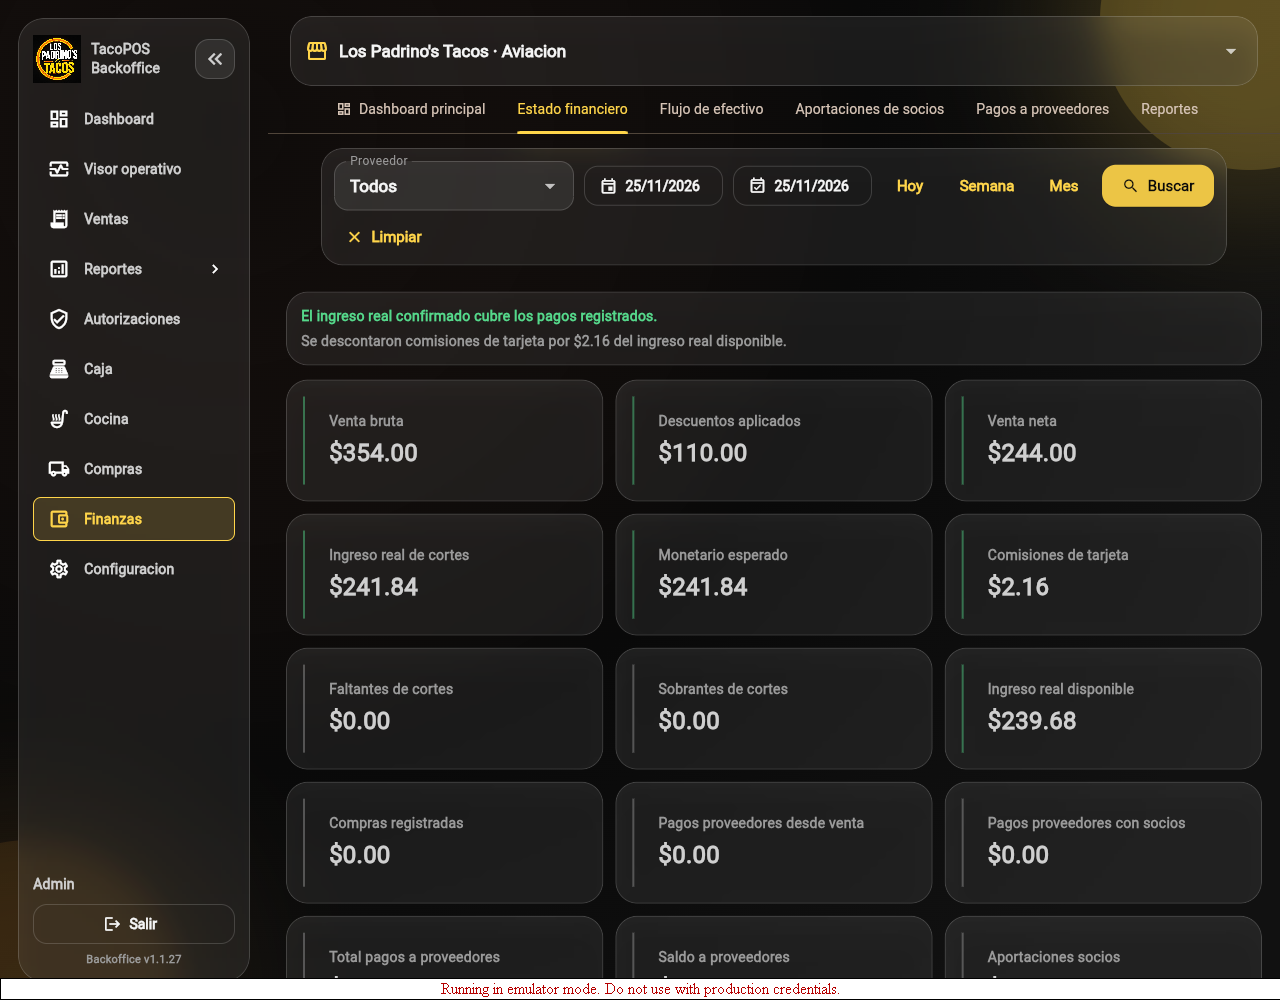 LOS
PADRINO'S
TACOS
TacoPOS
Backoffice
Dashboard
Visor operativo
Ventas
Reportes
Autorizaciones
Caja
Cocina
Compras
Finanzas
Configuracion
Admin
Salir
Backoffice v1.1.27
Los Padrino's Tacos · Aviacion
Dashboard principal
Estado financiero
Flujo de efectivo
Aportaciones de socios
Pagos a proveedores
Reportes
Proveedor
Todos
25/11/2026
25/11/2026
Hoy
Semana
Mes
Buscar
Limpiar
El ingreso real confirmado cubre los pagos registrados.
Se descontaron comisiones de tarjeta por $2.16 del ingreso real disponible.
Venta bruta
$354.00
Descuentos aplicados
$110.00
Venta neta
$244.00
Ingreso real de cortes
$241.84
Monetario esperado
$241.84
Comisiones de tarjeta
$2.16
Faltantes de cortes
$0.00
Sobrantes de cortes
$0.00
Ingreso real disponible
$239.68
Compras registradas
$0.00
Pagos proveedores desde venta
$0.00
Pagos proveedores con socios
$0.00
Total pagos a proveedores
Saldo a proveedores
Aportaciones socios
Running in emulator mode. Do not use with production credentials.